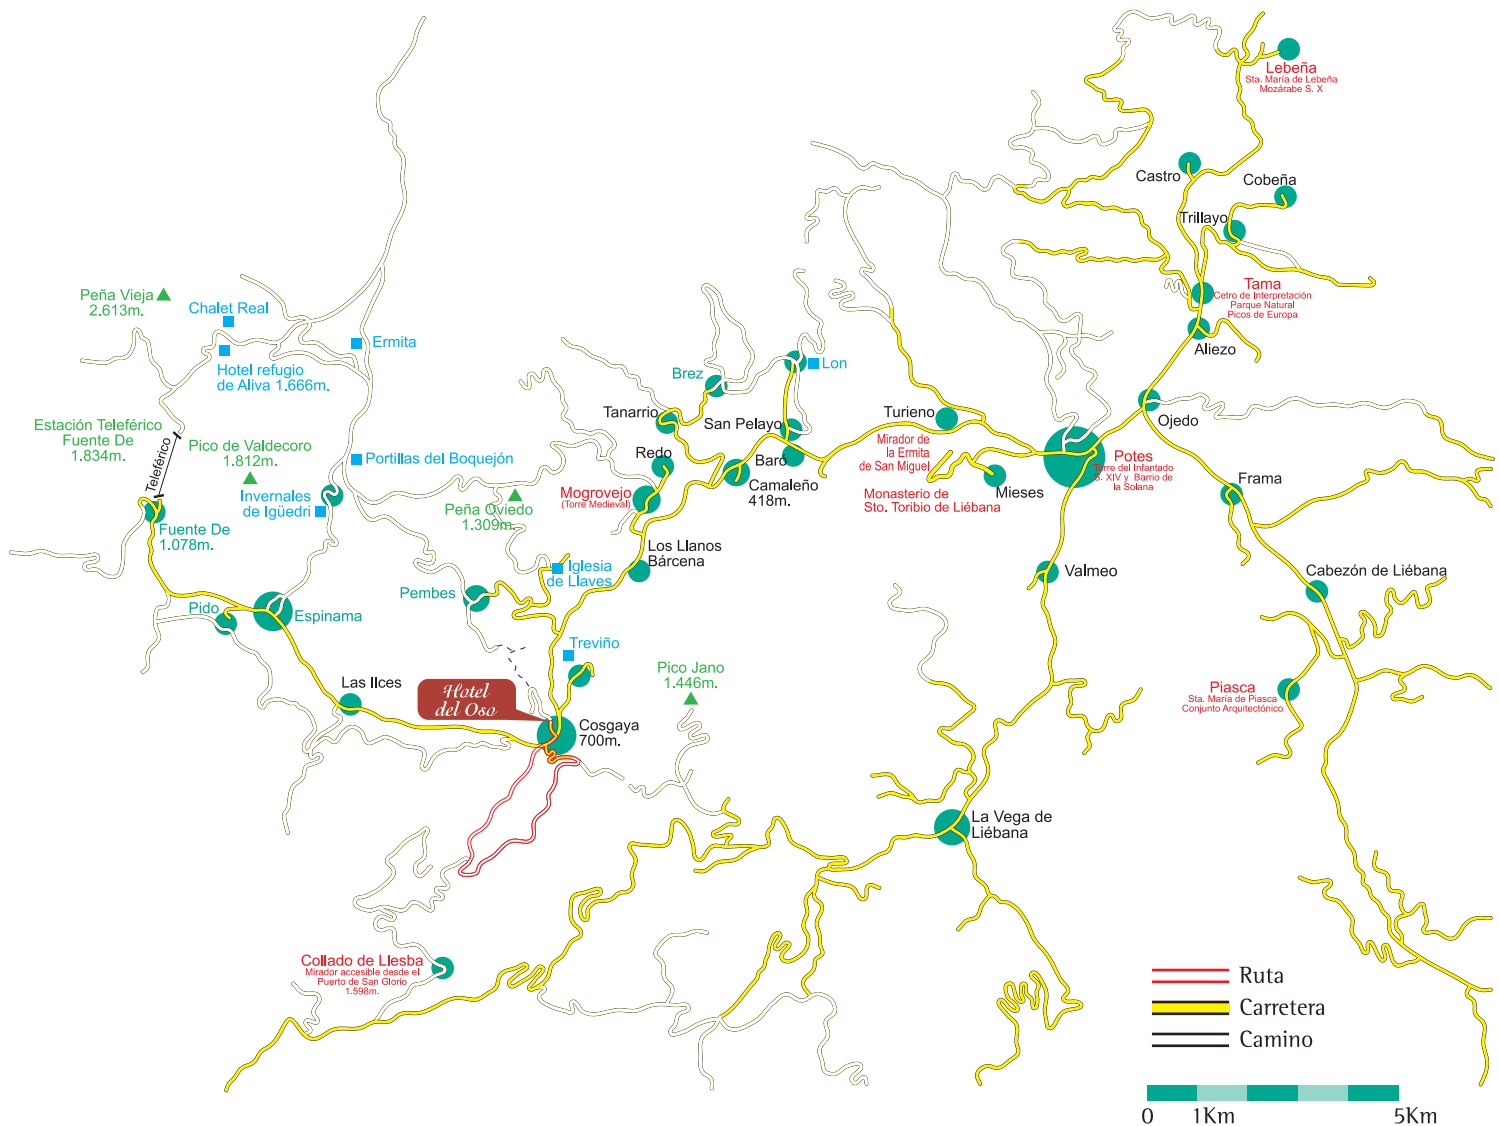 Lebeña
Sta. María de Lebeña
Mozárabe S. X
Castro
Cobeña
Trillayo
Tama
Cetro de Interpretación
Parque Natural
Picos de Europa
Aliezo
Peña Vieja
2.613m.
Chalet Real
Ermita
Hotel refugio
de Aliva 1.666m.
Lon
Brez
Tanarrio
San Pelayo
Turieno
Ojedo
Estación Teleférico
Fuente De
1.834m.
Teleférico
Pico de Valdecoro
1.812m.
Portillas del Boquejón
Redo
Baró
Camaleño
418m.
Mirador de
la Ermita
de San Miguel
Potes
Torre del Infantado
S. XIV y Barrio de
la Solana
Frama
Invernales
de Igüedri
Peña Oviedo
1.309m.
Mogrovejo
(Torre Medieval)
Mieses
Monasterio de
Sto. Toribio de Liébana
Fuente De
1.078m.
Los Llanos
Bárcena
Iglesia
de Llaves
Valmeo
Cabezón de Liébana
Pembes
Pido
Espinama
Treviño
Pico Jano
1.446m.
Las Ilces
Hotel
del Oso
Cosgaya
700m.
Piasca
Sta. María de Piasca
Conjunto Arquitectónico
La Vega de
Liébana
Collado de Llesba
Mirador accesible desde el
Puerto de San Glorio
1.598m.
Ruta
Carretera
Camino
0 1Km 5Km